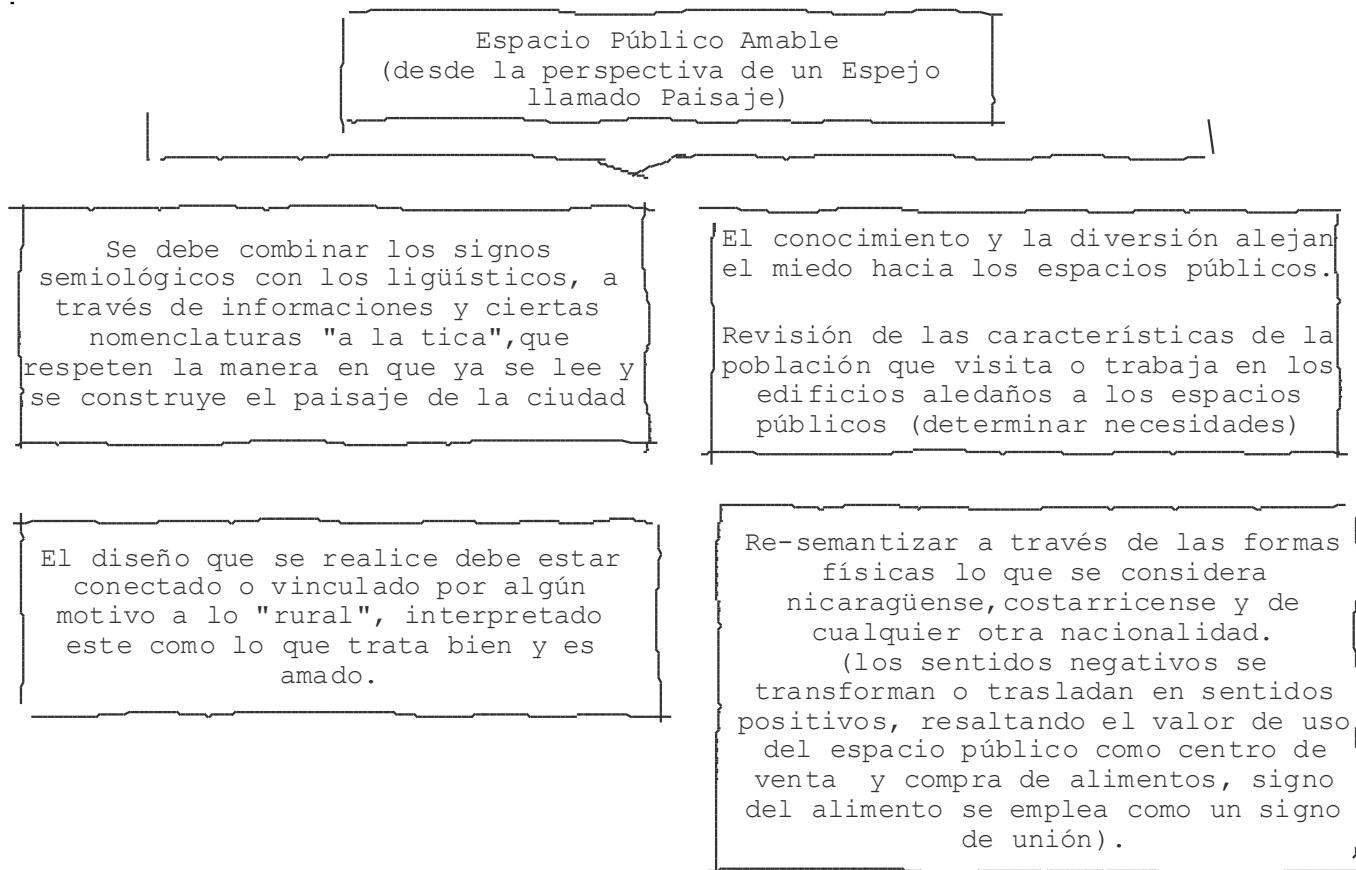 Espacio Público Amable
(desde la perspectiva de un Espejo
llamado Paisaje)
Se debe combinar los signos
semiológicos con los ligüísticos, a
través de informaciones y ciertas
nomenclaturas "a la tica",que
respeten la manera en que ya se lee y
se construye el paisaje de la ciudad
El conocimiento y la diversión alejan
el miedo hacia los espacios públicos.
Revisión de las características de la
población que visita o trabaja en los
edificios aledaños a los espacios
públicos (determinar necesidades)
El diseño que se realice debe estar
conectado o vinculado por algún
motivo a lo "rural", interpretado
este como lo que trata bien y es
amado.
Re-semantizar a través de las formas
físicas lo que se considera
nicaragüense,costarricense y de
cualquier otra nacionalidad.
(los sentidos negativos se
transforman o trasladan en sentidos
positivos, resaltando el valor de uso
del espacio público como centro de
venta  y compra de alimentos, signo
del alimento se emplea como un signo
de unión).